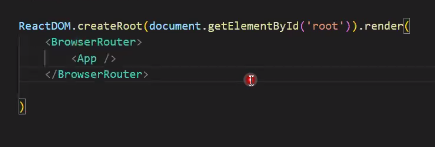 ReactDOM.createRoot(document.getElementById('root')).render(
<BrowserRouter>
<App />
</BrowserRouter>
)